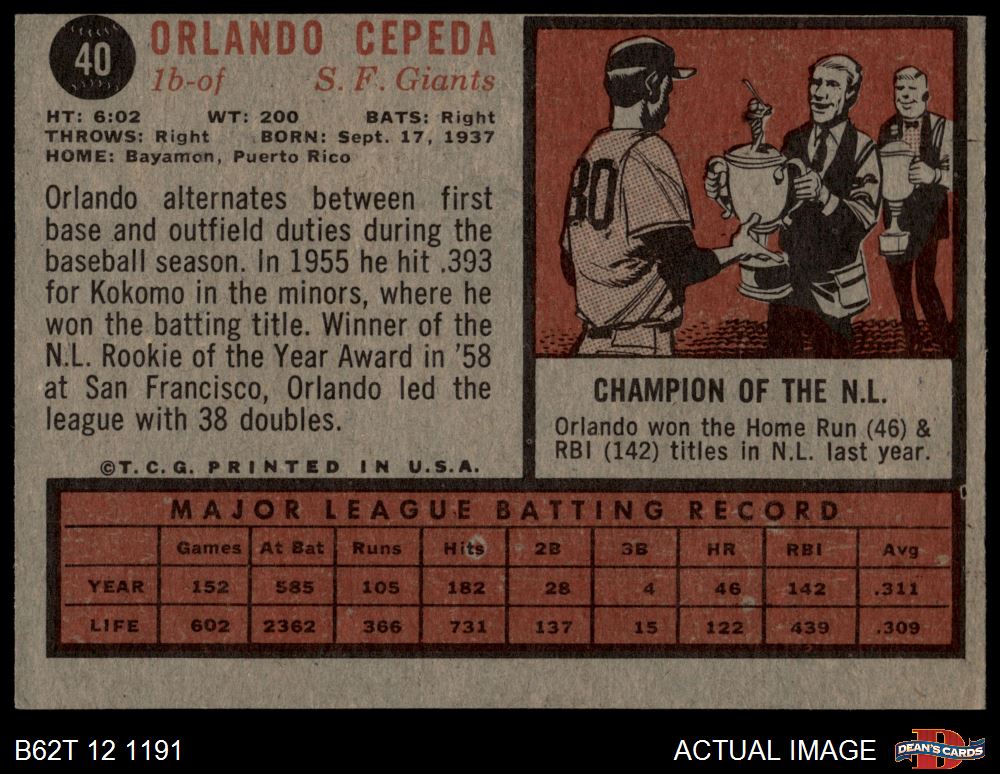 40
ORLANDO CEPEDA
1b-of S. F. Giants
HT: 6:02 WT: 200 BATS: Right
THROWS: Right BORN: Sept. 17, 1937
HOME: Bayamon, Puerto Rico
Orlando alternates between first
base and outfield duties during the
baseball season. In 1955 he hit .393
for Kokomo in the minors, where he
won the batting title. Winner of the
N.L. Rookie of the Year Award in '58
at San Francisco, Orlando led the
league with 38 doubles.
©T.C.G. PRINTED IN U.S.A.
30
CHAMPION OF THE N.L.
Orlando won the Home Run (46) &
RBI (142) titles in N.L. last year.
MAJOR LEAGUE BATTING RECORD
Games At Bat Runs Hits 2B 3B HR RBI Avg
YEAR 152 585 105 182 28 4 46 142 .311
LIFE 602 2362 366 731 137 15 122 439 .309
B62T 12 1191
ACTUAL IMAGE
DEAN'S CARDS